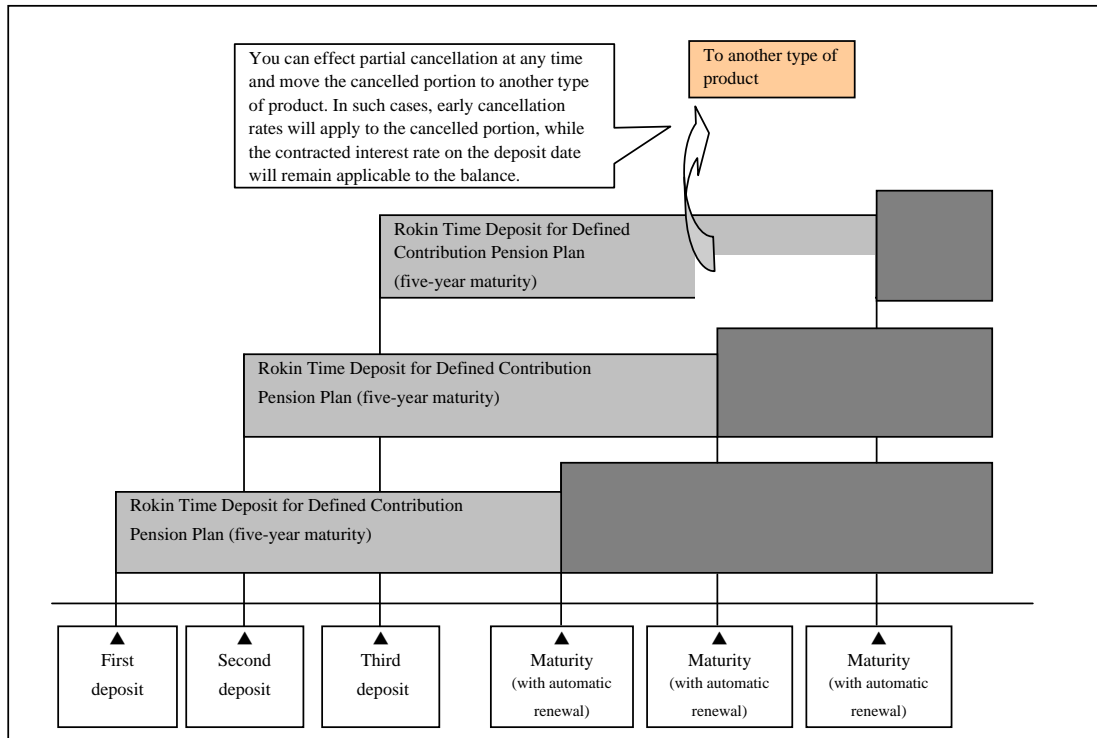 You can effect partial cancellation at any time
and move the cancelled portion to another type
of product. In such cases, early cancellation
rates will apply to the cancelled portion, while
the contracted interest rate on the deposit date
will remain applicable to the balance.
To another type of
product
Rokin Time Deposit for Defined
Contribution Pension Plan
(five-year maturity)
Rokin Time Deposit for Defined Contribution
Pension Plan (five-year maturity)
Rokin Time Deposit for Defined Contribution
Pension Plan (five-year maturity)
First
deposit
Second
deposit
Third
deposit
Maturity
(with automatic
renewal)
Maturity
(with automatic
renewal)
Maturity
(with automatic
renewal)